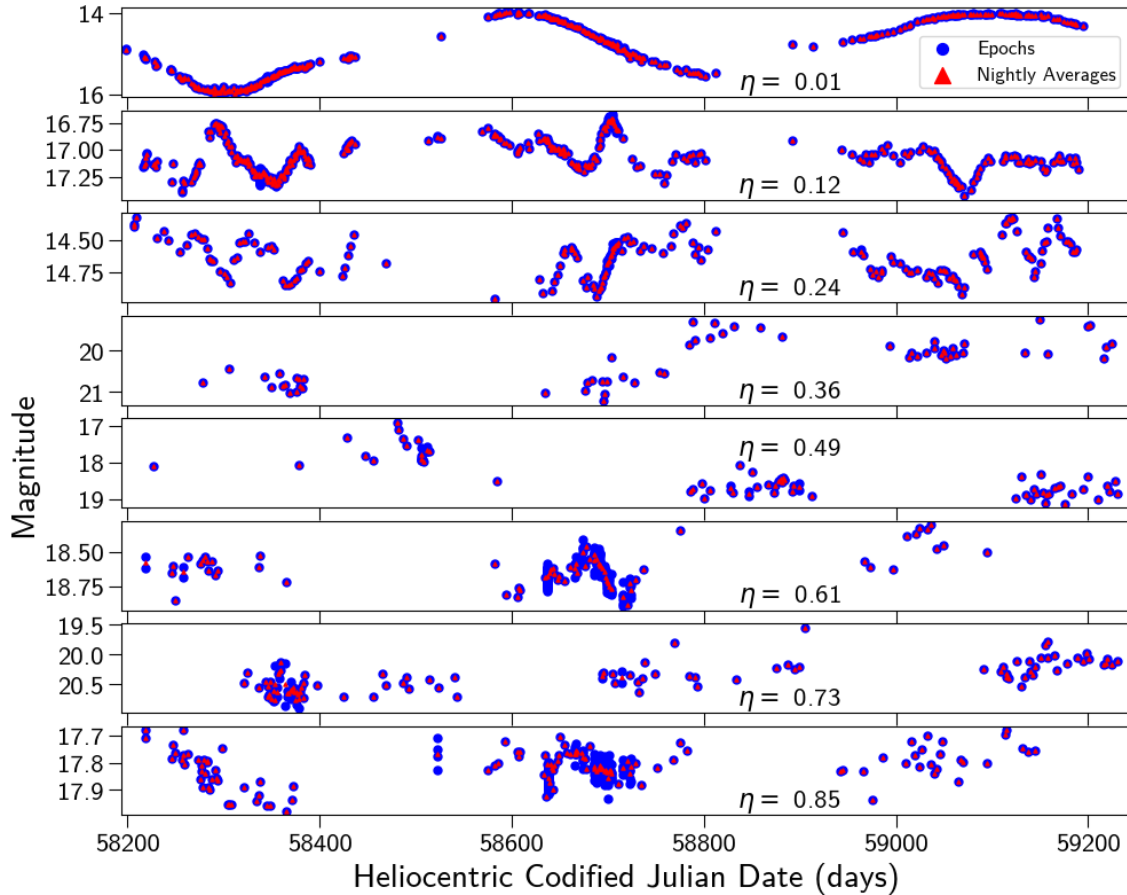 14
16
Epochs
Nightly Averages
η = 0.01
16.75
17.00
17.25
η = 0.12
14.50
14.75
η = 0.24
20
21
η = 0.36
17
18
19
η = 0.49
18.50
18.75
η = 0.61
19.5
20.0
20.5
η = 0.73
17.7
17.8
17.9
η = 0.85
Magnitude
58200 58400 58600 58800 59000 59200
Heliocentric Codified Julian Date (days)